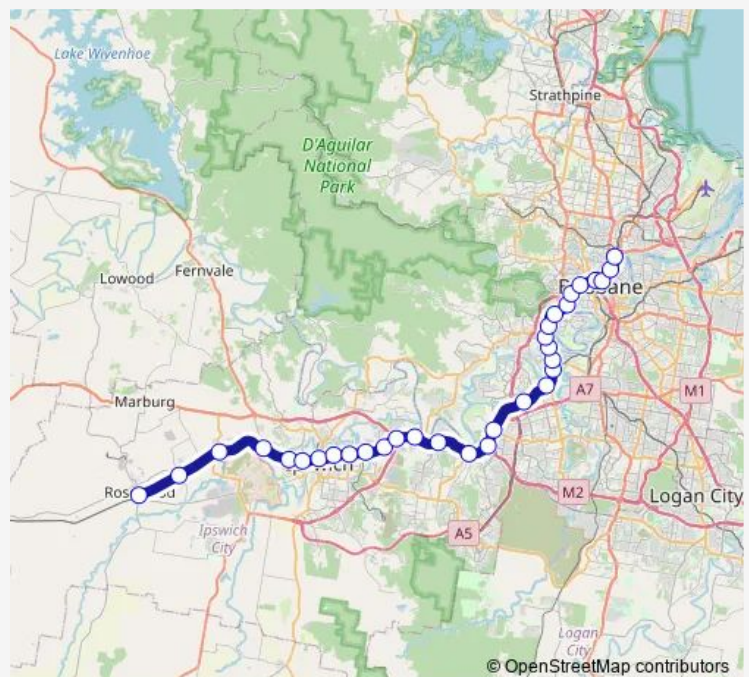 Lake Wivenhoe
Strathpine
D'Aguilar
National
Park
Lowood
Fernvale
Marburg
A7
M1
M2
Logan City
A5
Ipswich
City
Logan
City
© OpenStreetMap contributors